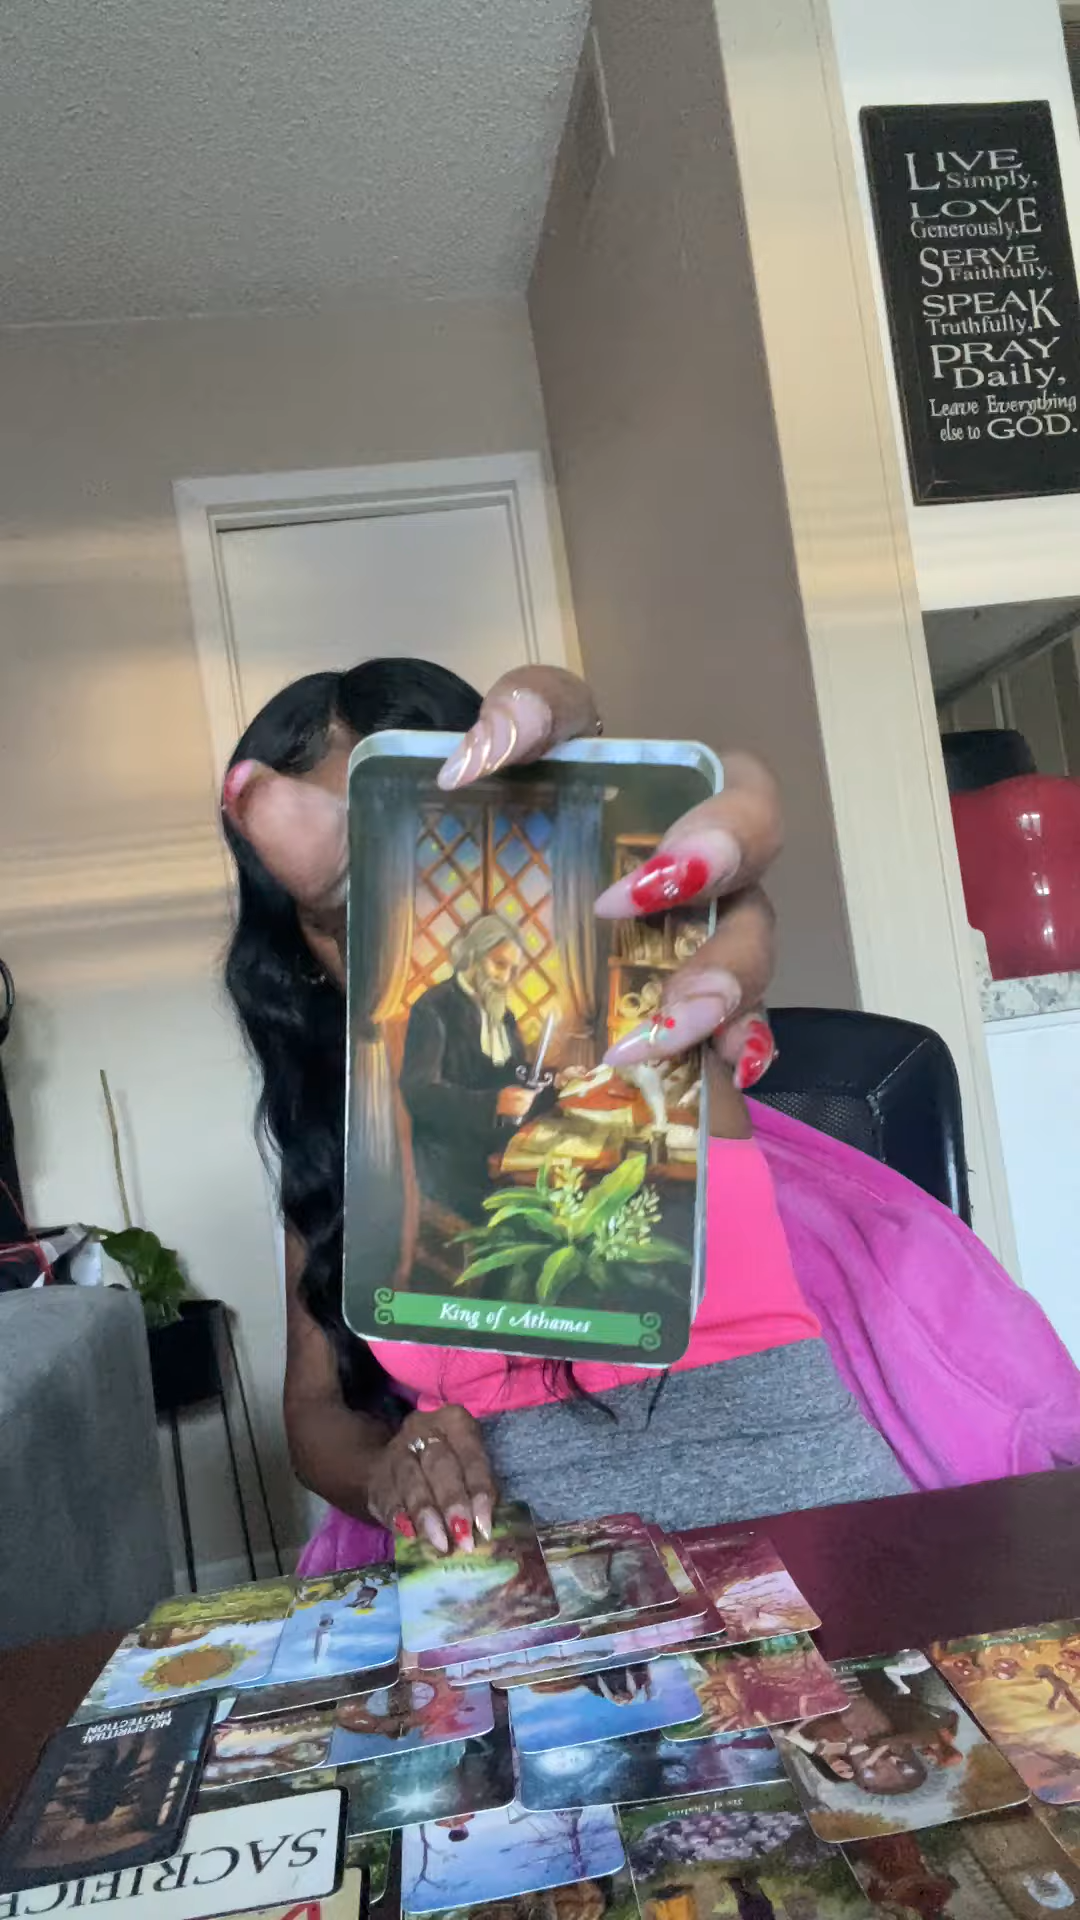 LIVE
Simply,
LOVE
Generously,
SERVE
Faithfully.
SPEAK
Truthfully,
PRAY
Daily,
Leave Everything
else to GOD.
King of Athames
NO SPIRITUAL
PROTECTION
SACRIFICE